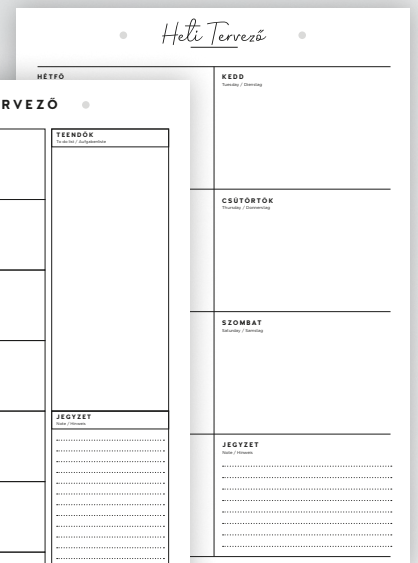 Heti Tervező
HÉTFŐ
KEDD
Tuesday / Dienstag
CSÜTÖRTÖK
Thursday / Donnerstag
SZOMBAT
Saturday / Samstag
JEGYZET
Note / Hinweis
RVEZŐ
TEENDŐK
To do list / Aufgabenliste
JEGYZET
Note / Hinweis